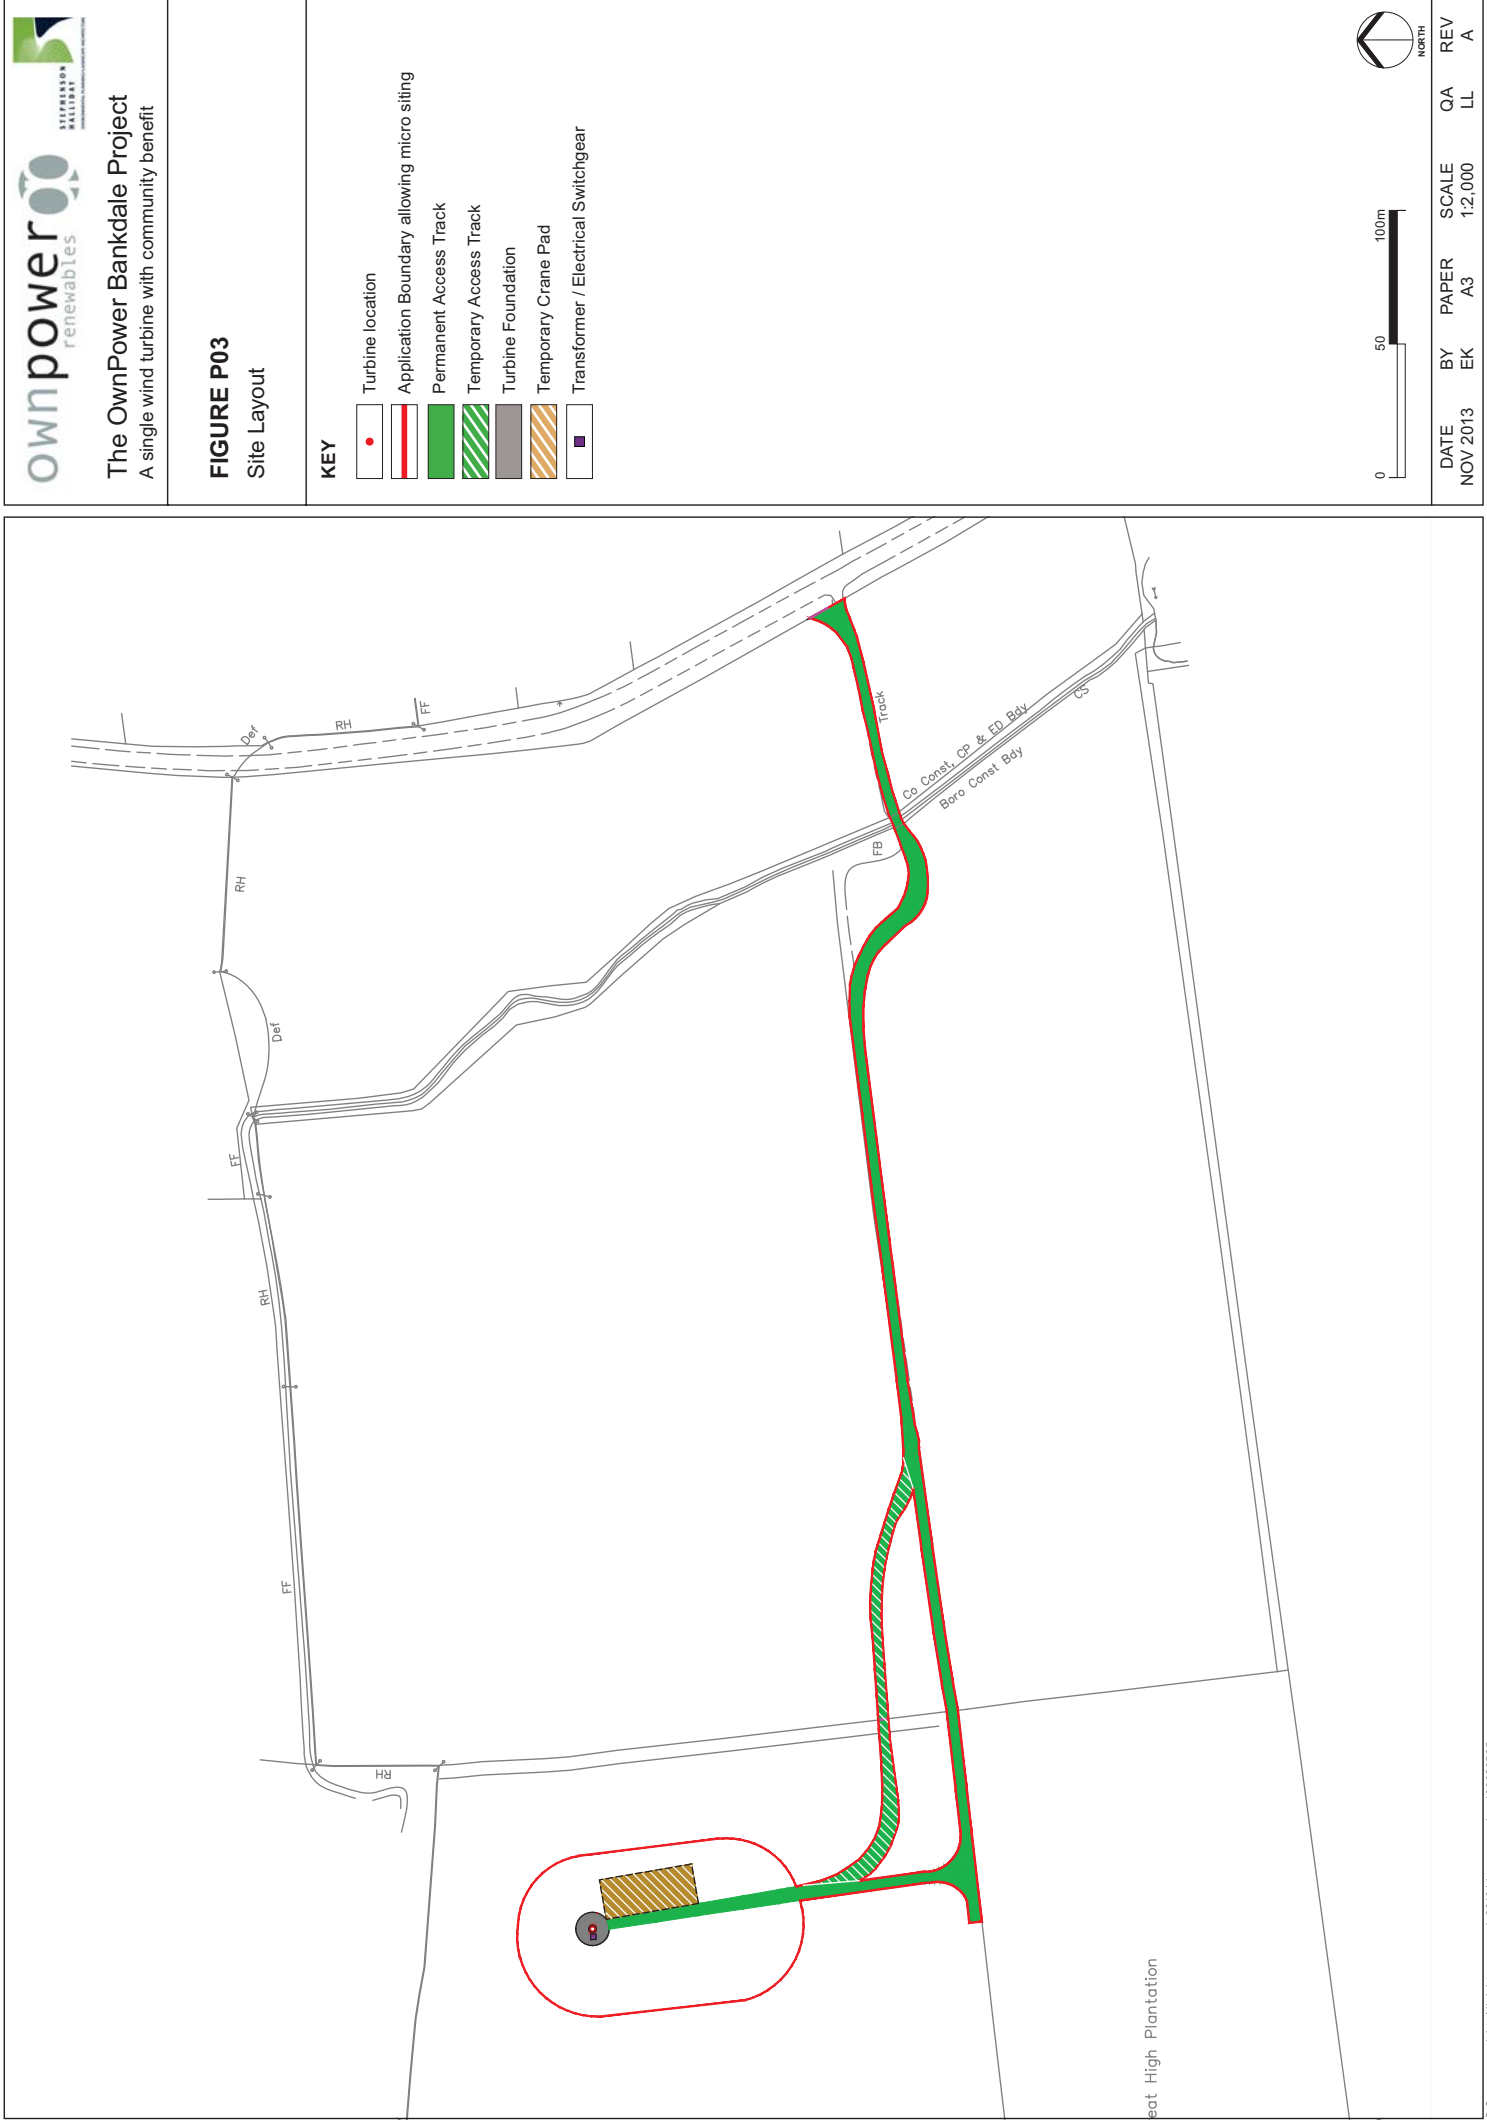 ownpower
renewables
STEPHENSON
HALLIDAY
The OwnPower Bankdale Project
A single wind turbine with community benefit
FIGURE P03
Site Layout
KEY
Turbine location
Application Boundary allowing micro siting
Permanent Access Track
Temporary Access Track
Turbine Foundation
Temporary Crane Pad
Transformer / Electrical Switchgear
0 50 100m
NORTH
DATE BY PAPER SCALE QA REV
NOV 2013 EK A3 1:2,000 LL A
RH
Def
RH
FF
Def
FF
RH
FF
RH
Track
FB
Co Const, CP & ED Bdy
Boro Const Bdy
CS
eat High Plantation